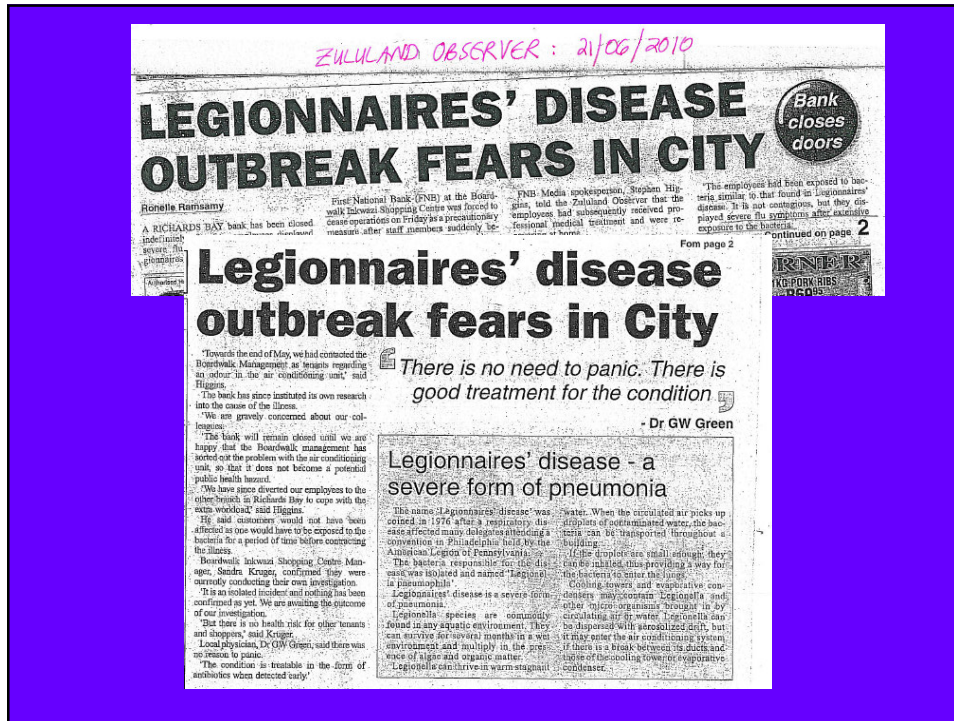 ZULULAND OBSERVER : 21/06/2010
LEGIONNAIRES' DISEASE
OUTBREAK FEARS IN CITY
Bank
closes
doors
Ronelle Ramsamy
A RICHARDS BAY bank has been closed
severe flu
First National Bank (FNB) at the Board-
walk Inkwazi Shopping Centre was forced to
cease operations on Friday as a precautionary
measure after staff members suddenly be-
FNB Media spokesperson, Stephen Hig-
gins, told the Zululand Observer that the
employees had subsequently received pro-
fessional medical treatment and were re-
'The employees had been exposed to bac-
teria similar to that found in Legionnaires'
disease. It is not contagious, but they dis-
played severe flu symptoms after extensive
exposure to the bacteria.
Continued on page 2
RNER
1KG PORK RIBS
Fom page 2
Legionnaires' disease
outbreak fears in City
'Towards the end of May, we had contacted the
Boardwalk Management as tenants regarding
an odour in the air conditioning unit,' said
Higgins.
The bank has since instituted its own research
into the cause of the illness.
'We are gravely concerned about our col-
leagues.
'The bank will remain closed until we are
happy that the Boardwalk management has
sorted out the problem with the air conditioning
unit, so that it does not become a potential
public health hazard.
'We have since diverted our employees to the
other branch in Richards Bay to cope with the
extra workload,' said Higgins.
He said customers would not have been
affected as one would have to be exposed to the
bacteria for a period of time before contracting
the illness.
Boardwalk Inkwazi Shopping Centre Man-
ager, Sandra Kruger, confirmed they were
currently conducting their own investigation.
'It is an isolated incident and nothing has been
confirmed as yet. We are awaiting the outcome
of our investigation.
'But there is no health risk for other tenants
and shoppers,' said Kruger.
Local physician, Dr GW Green, said there was
no reason to panic.
'The condition is treatable in the form of
antibiotics when detected early.'
There is no need to panic. There is
good treatment for the condition
- Dr GW Green
Legionnaires' disease - a
severe form of pneumonia
The name 'Legionnaires' disease' was
coined in 1976 after a respiratory dis-
ease affected many delegates attending a
convention in Philadelphia held by the
American Legion of Pennsylvania.
The bacteria responsible for the dis-
ease was isolated and named 'Legionel-
la pneumophila'.
Legionnaires' disease is a severe form
of pneumonia.
Legionella species are commonly
found in any aquatic environment. They
can survive for several months in a wet
environment and multiply in the pres-
ence of algae and organic matter.
Legionella can thrive in warm stagnant
water. When the circulated air picks up
droplets of contaminated water, the bac-
teria can be transported throughout a
building.
If the droplets are small enough, they
can be inhaled, thus providing a way for
the bacteria to enter the lungs.
Cooling towers and evaporative con-
densers may contain Legionella and
other micro-organisms brought in by
circulating air or water. Legionella can
be dispersed with aerosolized drift, but
it may enter the air conditioning system
if there is a break between its ducts and
those of the cooling tower or evaporative
condenser.